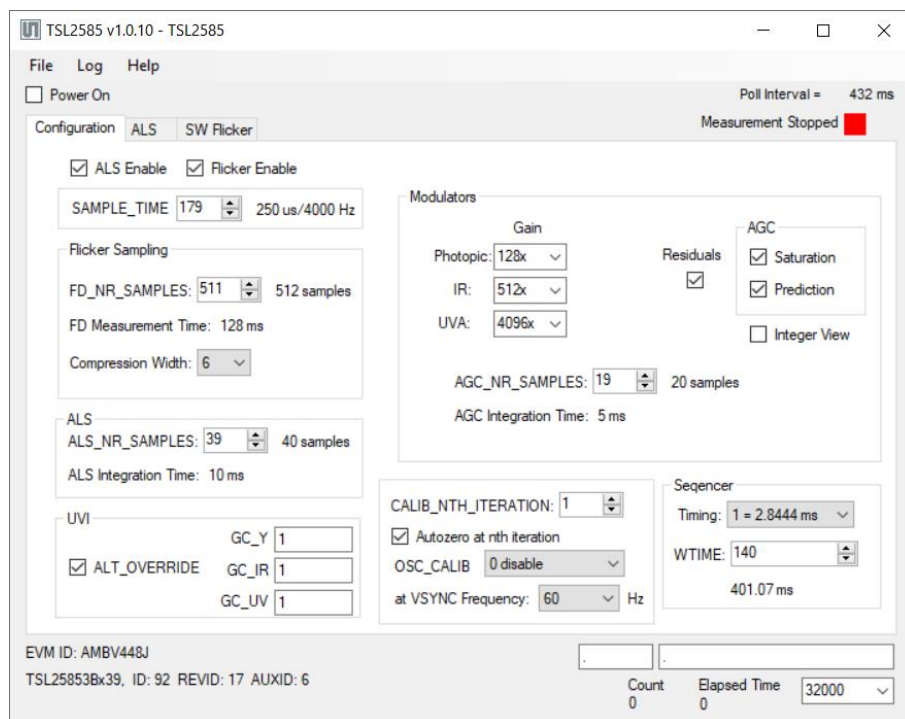 TSL2585 v1.0.10 - TSL2585
File Log Help
Power On
Poll Interval = 432 ms
Measurement Stopped
Configuration ALS SW Flicker
ALS Enable Flicker Enable
SAMPLE_TIME 179 250 us/4000 Hz
Flicker Sampling
FD_NR_SAMPLES: 511 512 samples
FD Measurement Time: 128 ms
Compression Width: 6
ALS
ALS_NR_SAMPLES: 39 40 samples
ALS Integration Time: 10 ms
UVI
ALT_OVERRIDE
GC_Y 1
GC_IR 1
GC_UV 1
Modulators
Gain
Photopic: 128x
IR: 512x
UVA: 4096x
Residuals
AGC
Saturation
Prediction
Integer View
AGC_NR_SAMPLES: 19 20 samples
AGC Integration Time: 5 ms
CALIB_NTH_ITERATION: 1
Autozero at nth iteration
OSC_CALIB 0 disable
at VSYNC Frequency: 60 Hz
Seqencer
Timing: 1 = 2.8444 ms
WTIME: 140
401.07 ms
EVM ID: AMBV448J
TSL25853Bx39, ID: 92 REVID: 17 AUXID: 6
. .
Count Elapsed Time 32000
0 0